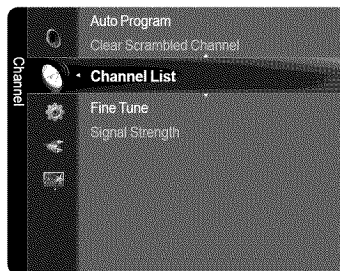 Channel
Auto Program
Clear Scrambled Channel
Channel List
Fine Tune
Signal Strength